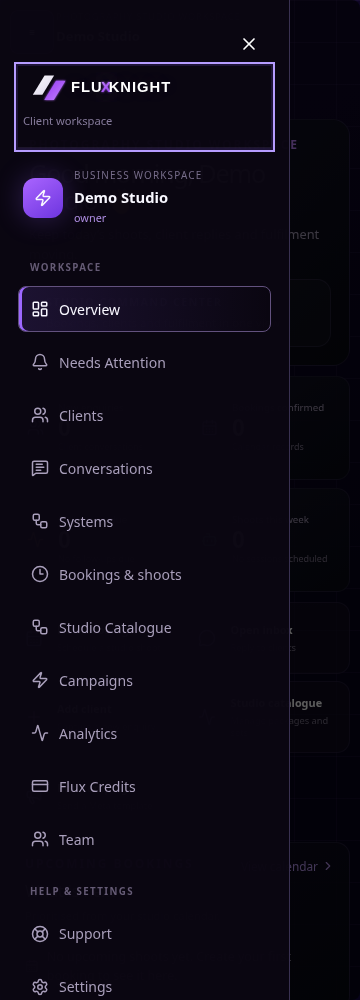 FLUXKNIGHT
Client workspace
BUSINESS WORKSPACE
Demo Studio
owner
WORKSPACE
Overview
Needs Attention
Clients
Conversations
Systems
Bookings & shoots
Studio Catalogue
Campaigns
Analytics
Flux Credits
Team
HELP & SETTINGS
Support
Settings